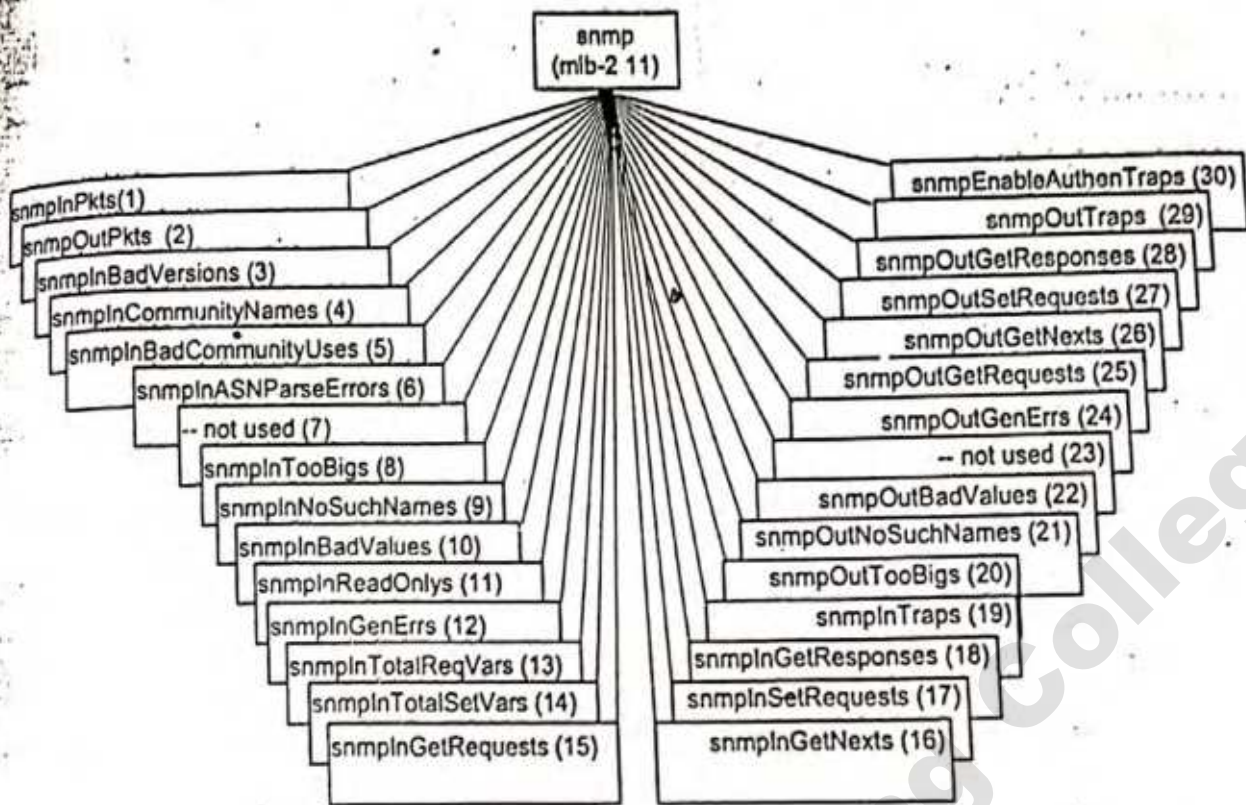 snmp
(mib-2 11)
snmpInPkts(1)
snmpOutPkts (2)
snmpInBadVersions (3)
snmpInCommunityNames (4)
snmpInBadCommunityUses (5)
snmpInASNParseErrors (6)
-- not used (7)
snmpInTooBigs (8)
snmpInNoSuchNames (9)
snmpInBadValues (10)
snmpInReadOnlys (11)
snmpInGenErrs (12)
snmpInTotalReqVars (13)
snmpInTotalSetVars (14)
snmpInGetRequests (15)
snmpEnableAuthenTraps (30)
snmpOutTraps (29)
snmpOutGetResponses (28)
snmpOutSetRequests (27)
snmpOutGetNexts (26)
snmpOutGetRequests (25)
snmpOutGenErrs (24)
-- not used (23)
snmpOutBadValues (22)
snmpOutNoSuchNames (21)
snmpOutTooBigs (20)
snmpInTraps (19)
snmpInGetResponses (18)
snmpInSetRequests (17)
snmpInGetNexts (16)